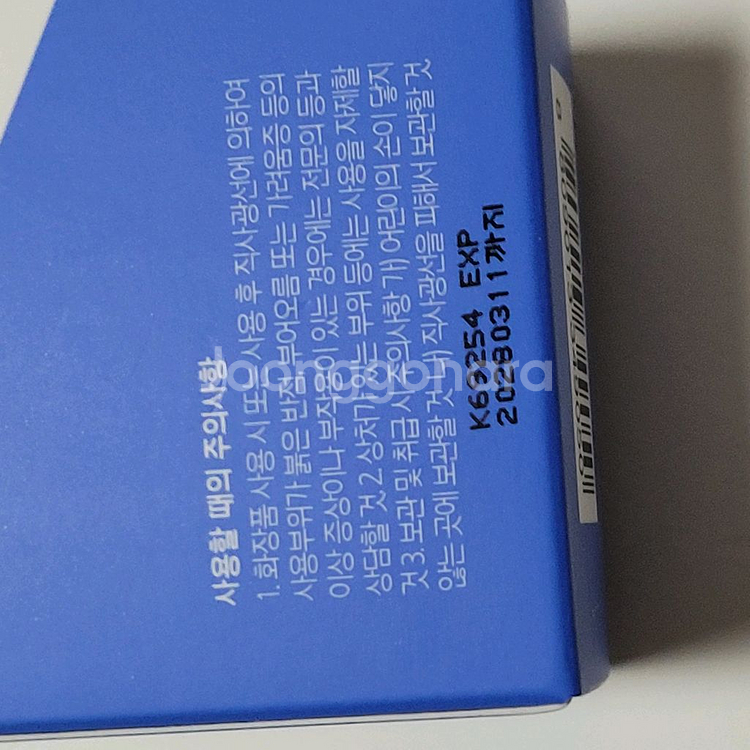 사용할 때의 주의사항
1. 화장품 사용 시 또는 사용 후 직사광선에 의하여
사용부위가 붉은 반점, 부어오름 또는 가려움증 등의
이상 증상이나 부작용이 있는 경우에는 전문의 등과
상담할 것 2. 상처가 있는 부위 등에는 사용을 자제할
것 3. 보관 및 취급 시 주의사항 가) 어린이의 손이 닿지
않는 곳에 보관할 것 나) 직사광선을 피해서 보관할 것
K69254 EXP
20280311까지
joonggonara